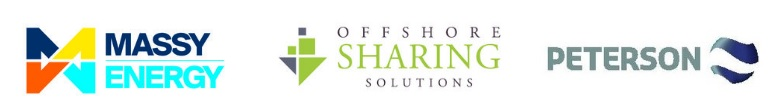 MASSY
ENERGY
OFFSHORE
SHARING
SOLUTIONS
PETERSON